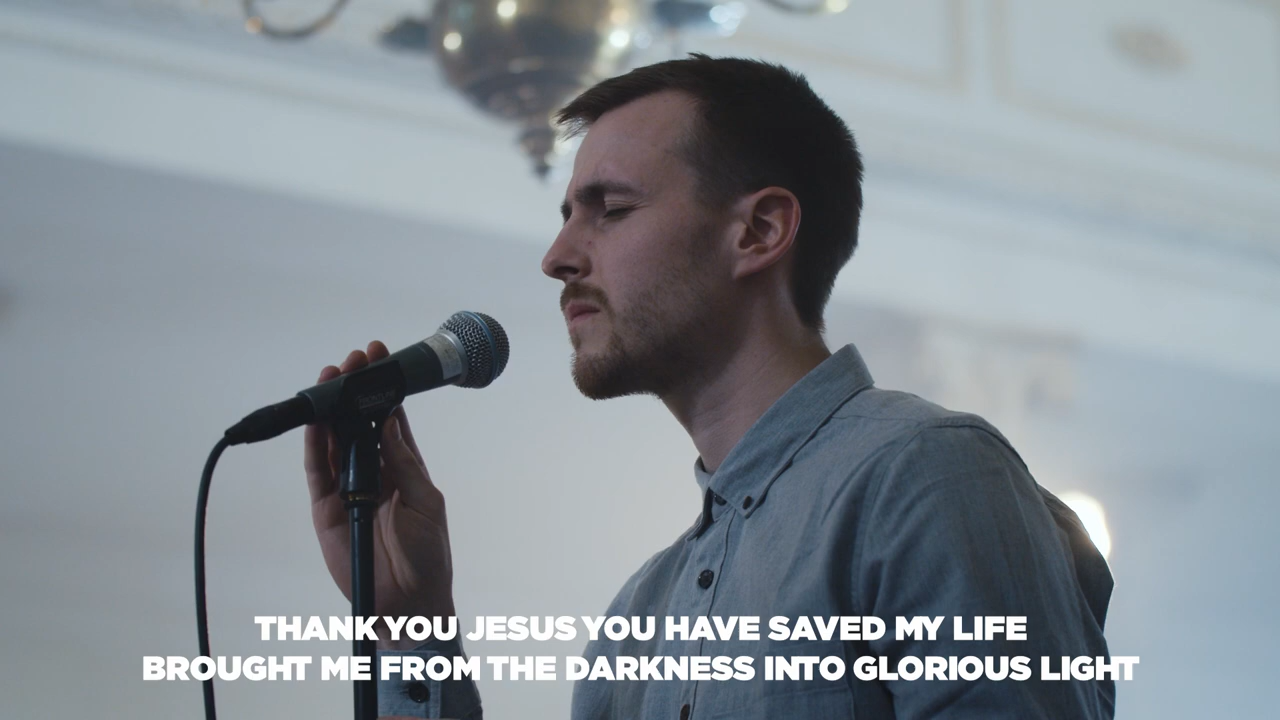 THANK YOU JESUS YOU HAVE SAVED MY LIFE
BROUGHT ME FROM THE DARKNESS INTO GLORIOUS LIGHT